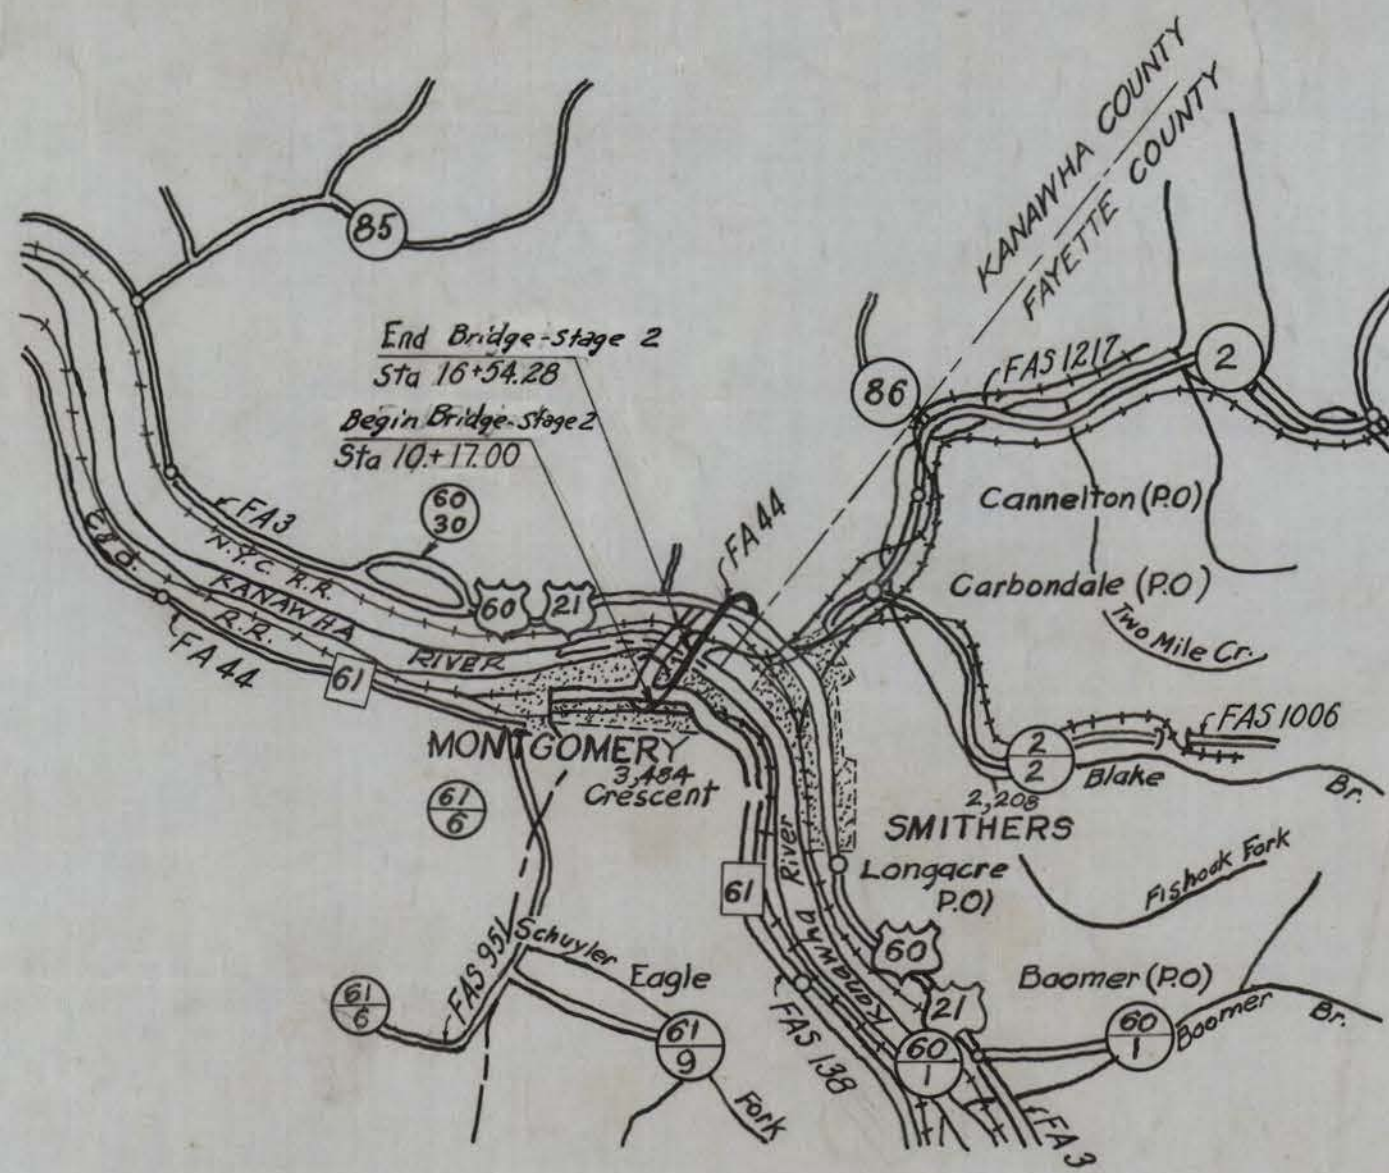 KANAWHA COUNTY
FAYETTE COUNTY
85
End Bridge-Stage 2
Sta 16+54.28
Begin Bridge-Stage 2
Sta 10.+17.00
86
FAS 1217
2
60
30
FA 3
FA 44
Cannelton (P.O)
N.Y.C R.R.
KANAWHA
RIVER
60
21
Carbondale (P.O)
Two Mile Cr.
C.&O.
R.R.
FA 44
61
FAS 1006
MONTGOMERY
3,484
Crescent
2
2
Blake
Br.
61
6
2,208
SMITHERS
Longacre
P.O)
Fishook Fork
River
Kanawha
61
60
21
FAS 951
Schuyler
Eagle
Boomer (P.O)
61
6
61
9
Fork
FAS 138
60
1
60
1
Boomer
Br.
FA 3